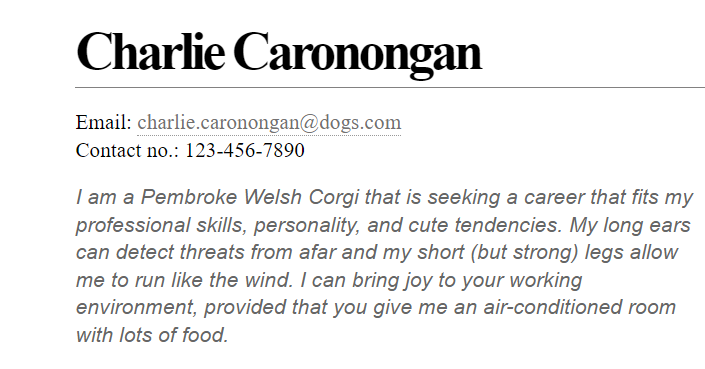 Charlie Caronongan
Email: charlie.caronongan@dogs.com
Contact no.: 123-456-7890
I am a Pembroke Welsh Corgi that is seeking a career that fits my
professional skills, personality, and cute tendencies. My long ears
can detect threats from afar and my short (but strong) legs allow
me to run like the wind. I can bring joy to your working
environment, provided that you give me an air-conditioned room
with lots of food.